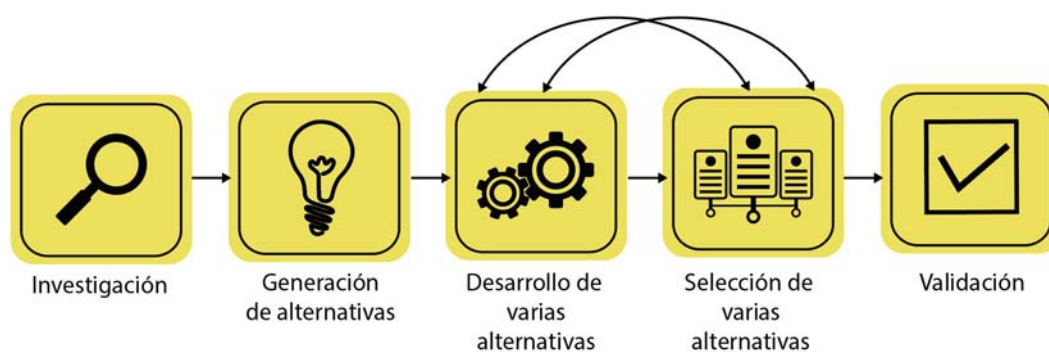 Investigación
Generación
de alternativas
Desarrollo de
varias
alternativas
Selección de
varias
alternativas
Validación